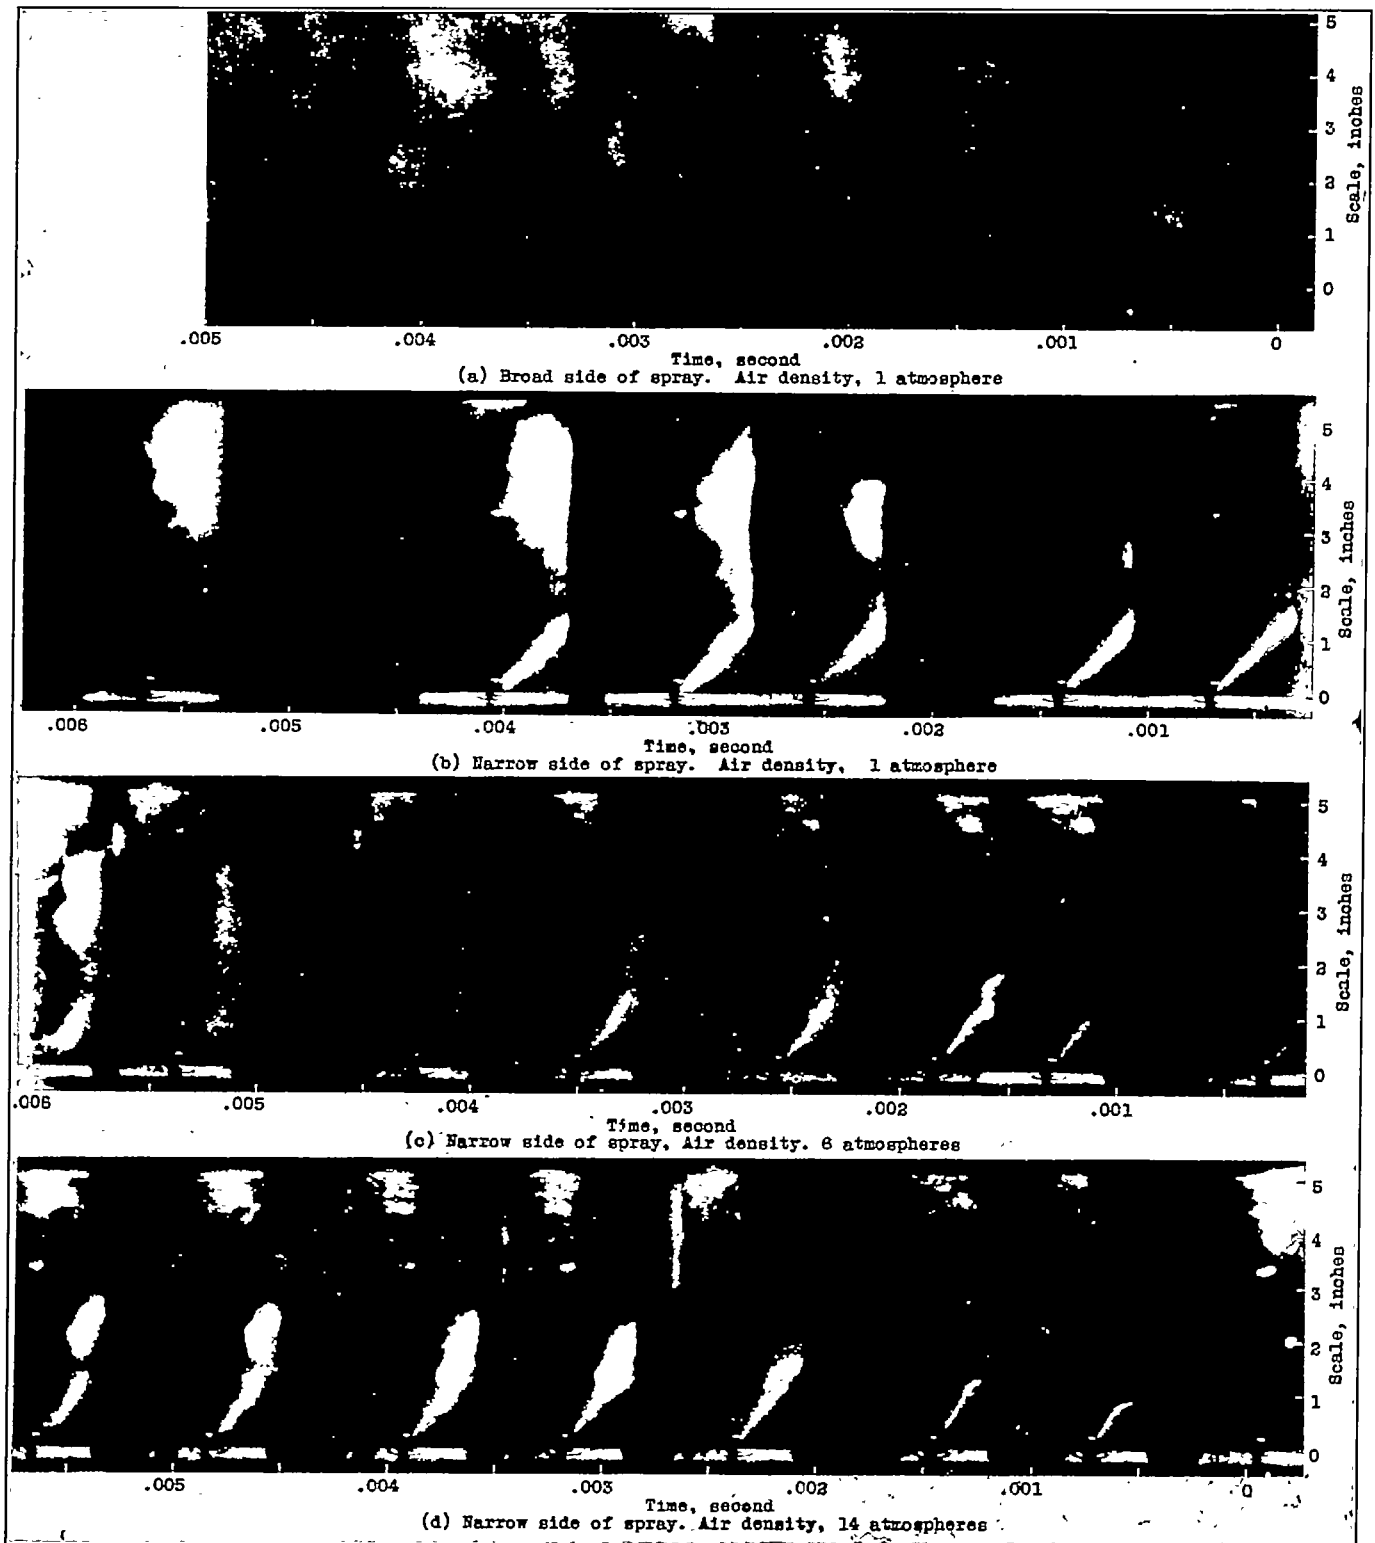 5
4
3
2
1
0
Scale, inches
.005 .004 .003 .002 .001 0
Time, second
(a) Broad side of spray. Air density, 1 atmosphere
5
4
3
2
1
0
Scale, inches
.006 .005 .004 .003 .002 .001
Time, second
(b) Narrow side of spray. Air density, 1 atmosphere
5
4
3
2
1
0
Scale, inches
.006 .005 .004 .003 .002 .001
Time, second
(c) Narrow side of spray, Air density. 6 atmospheres
5
4
3
2
1
0
Scale, inches
.005 .004 .003 .002 .001 0
Time, second
(d) Narrow side of spray. Air density, 14 atmospheres